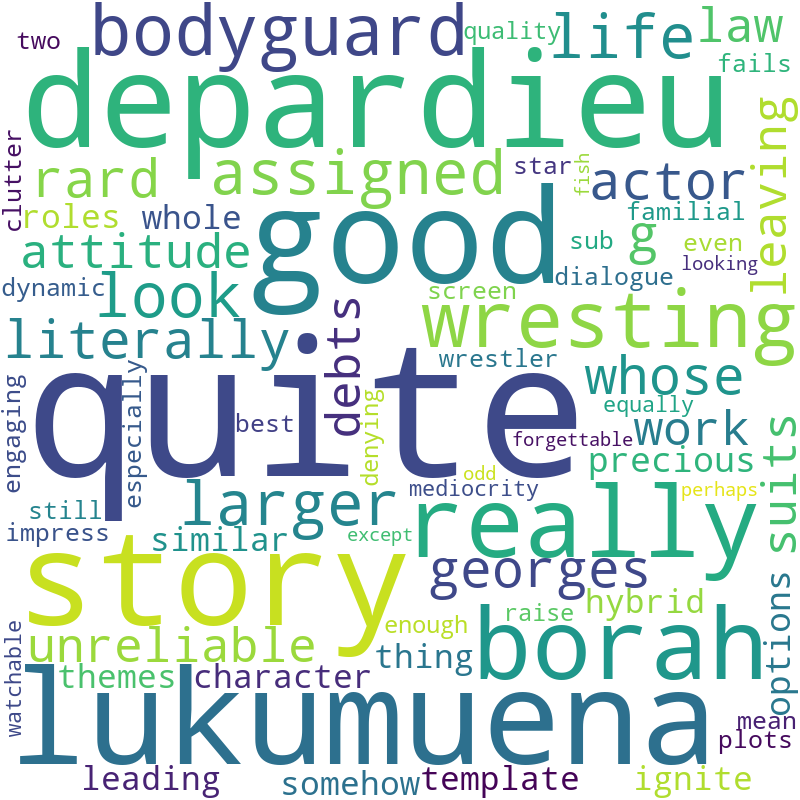 two bodyguard quality life law
depardieu fails
clutter rard assigned star fish actor leaving
roles whole good familial
attitude sub g even
dynamic look dialogue looking
literally debts screen wresting
quite wrestler whose
engaging especially best denying equally
forgettable work suits
odd precious
still larger mediocrity perhaps
impress similar except really
story georges
hybrid options
unreliable enough raise borah
watchable themes character thing
lukumuena mean
plots
leading somehow template ignite